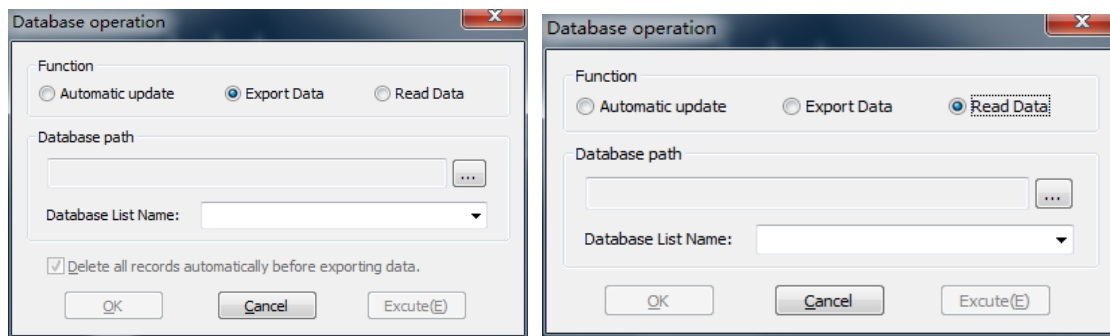 Database operation
Function
Automatic update Export Data Read Data
Database path
...
Database List Name:
Delete all records automatically before exporting data.
OK Cancel Excute(E)
Database operation
Function
Automatic update Export Data Read Data
Database path
...
Database List Name:
OK Cancel Excute(E)